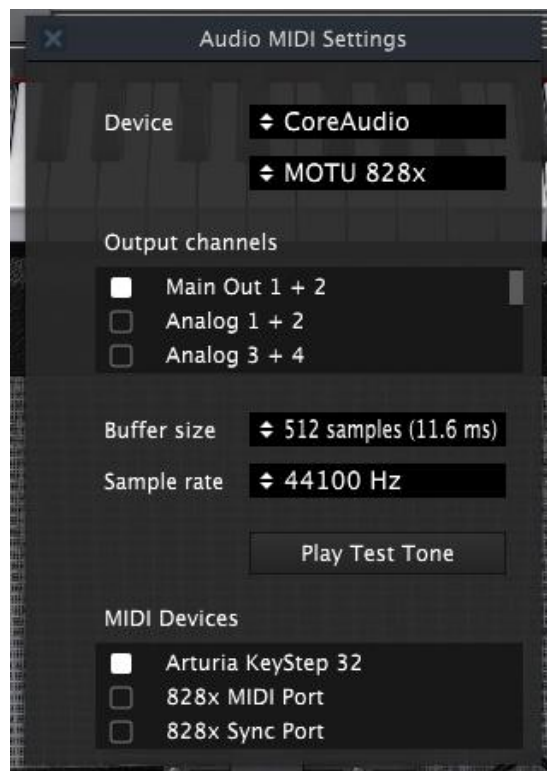 Audio MIDI Settings
Device
CoreAudio
MOTU 828x
Output channels
Main Out 1 + 2
Analog 1 + 2
Analog 3 + 4
Buffer size
512 samples (11.6 ms)
Sample rate
44100 Hz
Play Test Tone
MIDI Devices
Arturia KeyStep 32
828x MIDI Port
828x Sync Port